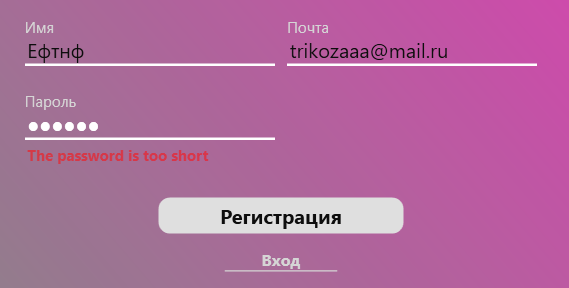 Имя Почта
Ефтнф trikozaaa@mail.ru
Пароль
●●●●●●
The password is too short
Регистрация
Вход